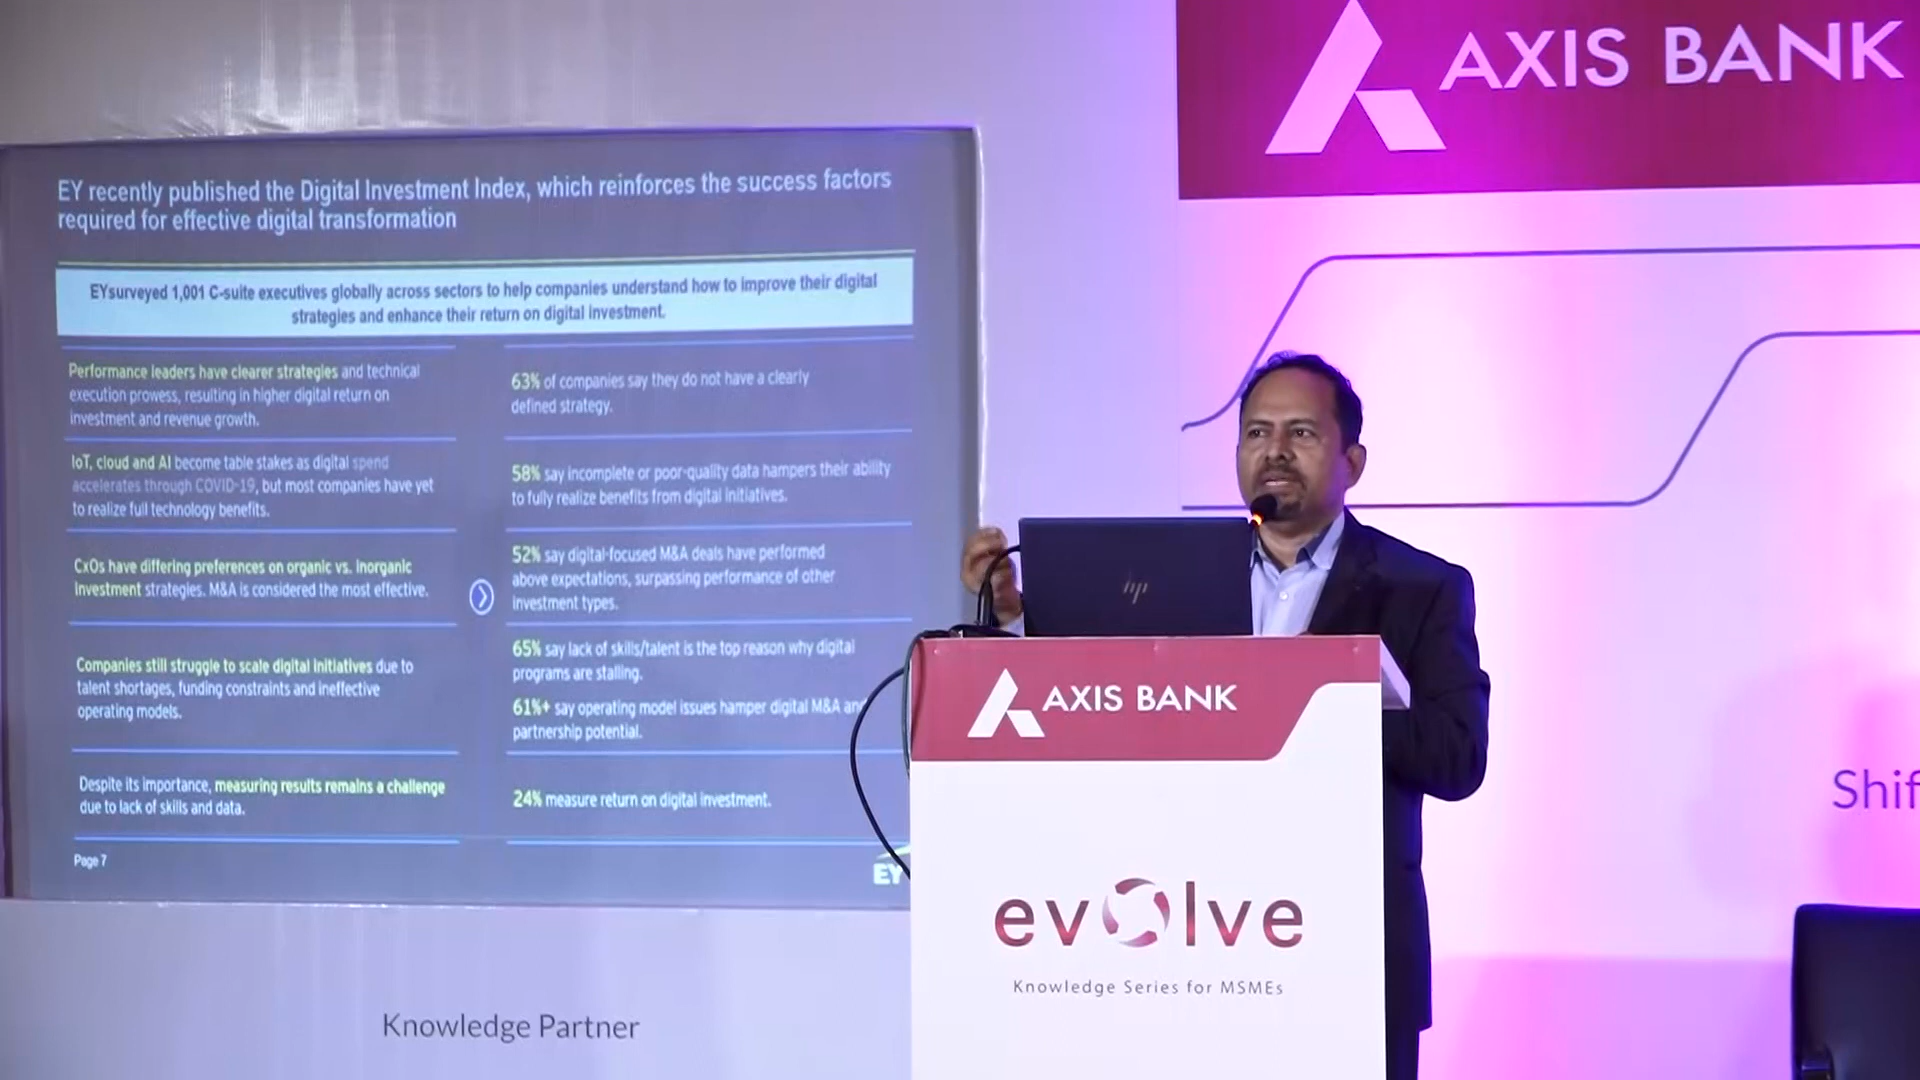 AXIS BANK
EY recently published the Digital Investment Index, which reinforces the success factors
required for effective digital transformation
EYsurveyed 1,001 C-suite executives globally across sectors to help companies understand how to improve their digital
strategies and enhance their return on digital investment.
Performance leaders have clearer strategies and technical
execution prowess, resulting in higher digital return on
investment and revenue growth.
63% of companies say they do not have a clearly
defined strategy.
IoT, cloud and AI become table stakes as digital spend
accelerates through COVID-19, but most companies have yet
to realize full technology benefits.
58% say incomplete or poor-quality data hampers their ability
to fully realize benefits from digital initiatives.
CxOs have differing preferences on organic vs. inorganic
investment strategies. M&A is considered the most effective.
52% say digital-focused M&A deals have performed
above expectations, surpassing performance of other
investment types.
Companies still struggle to scale digital initiatives due to
talent shortages, funding constraints and ineffective
operating models.
65% say lack of skills/talent is the top reason why digital
programs are stalling.
61%+ say operating model issues hamper digital M&A and
partnership potential.
Despite its importance, measuring results remains a challenge
due to lack of skills and data.
24% measure return on digital investment.
Page 7
EY
Knowledge Partner
hp
AXIS BANK
evolve
Knowledge Series for MSMEs
Shif